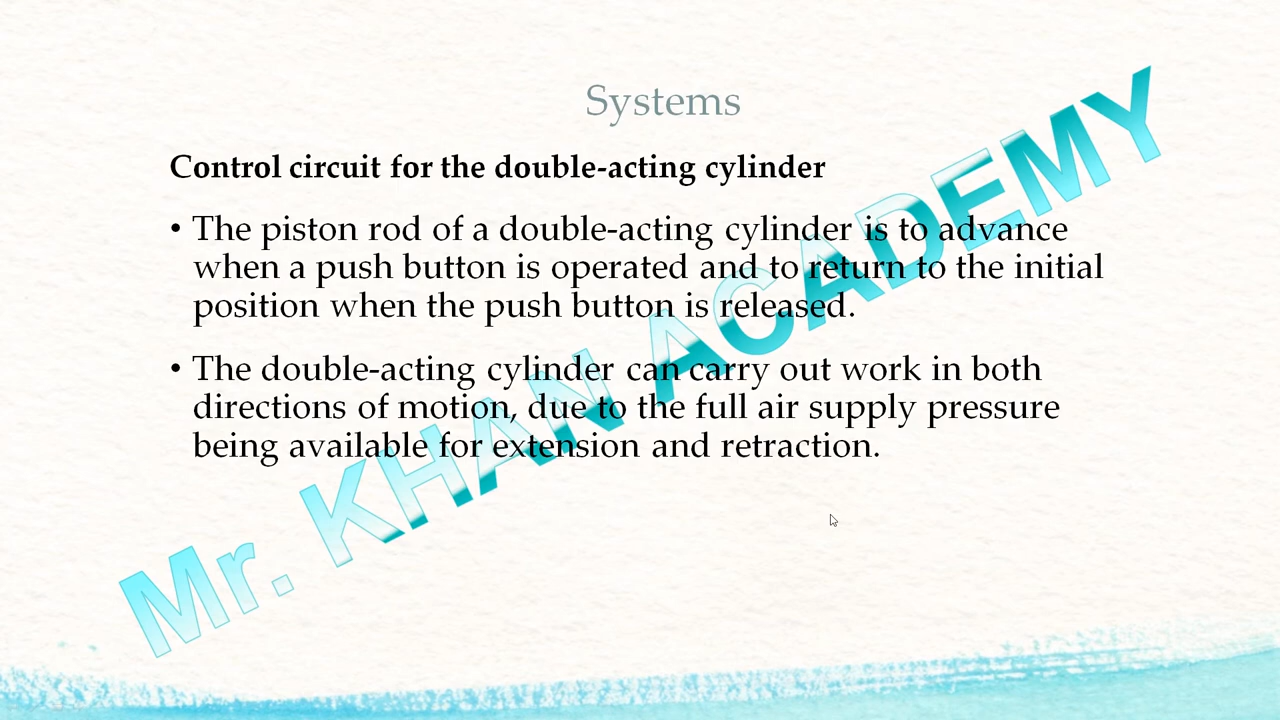 Systems
Control circuit for the double-acting cylinder
• The piston rod of a double-acting cylinder is to advance
when a push button is operated and to return to the initial
position when the push button is released.
• The double-acting cylinder can carry out work in both
directions of motion, due to the full air supply pressure
being available for extension and retraction.
Mr. KHAN ACADEMY